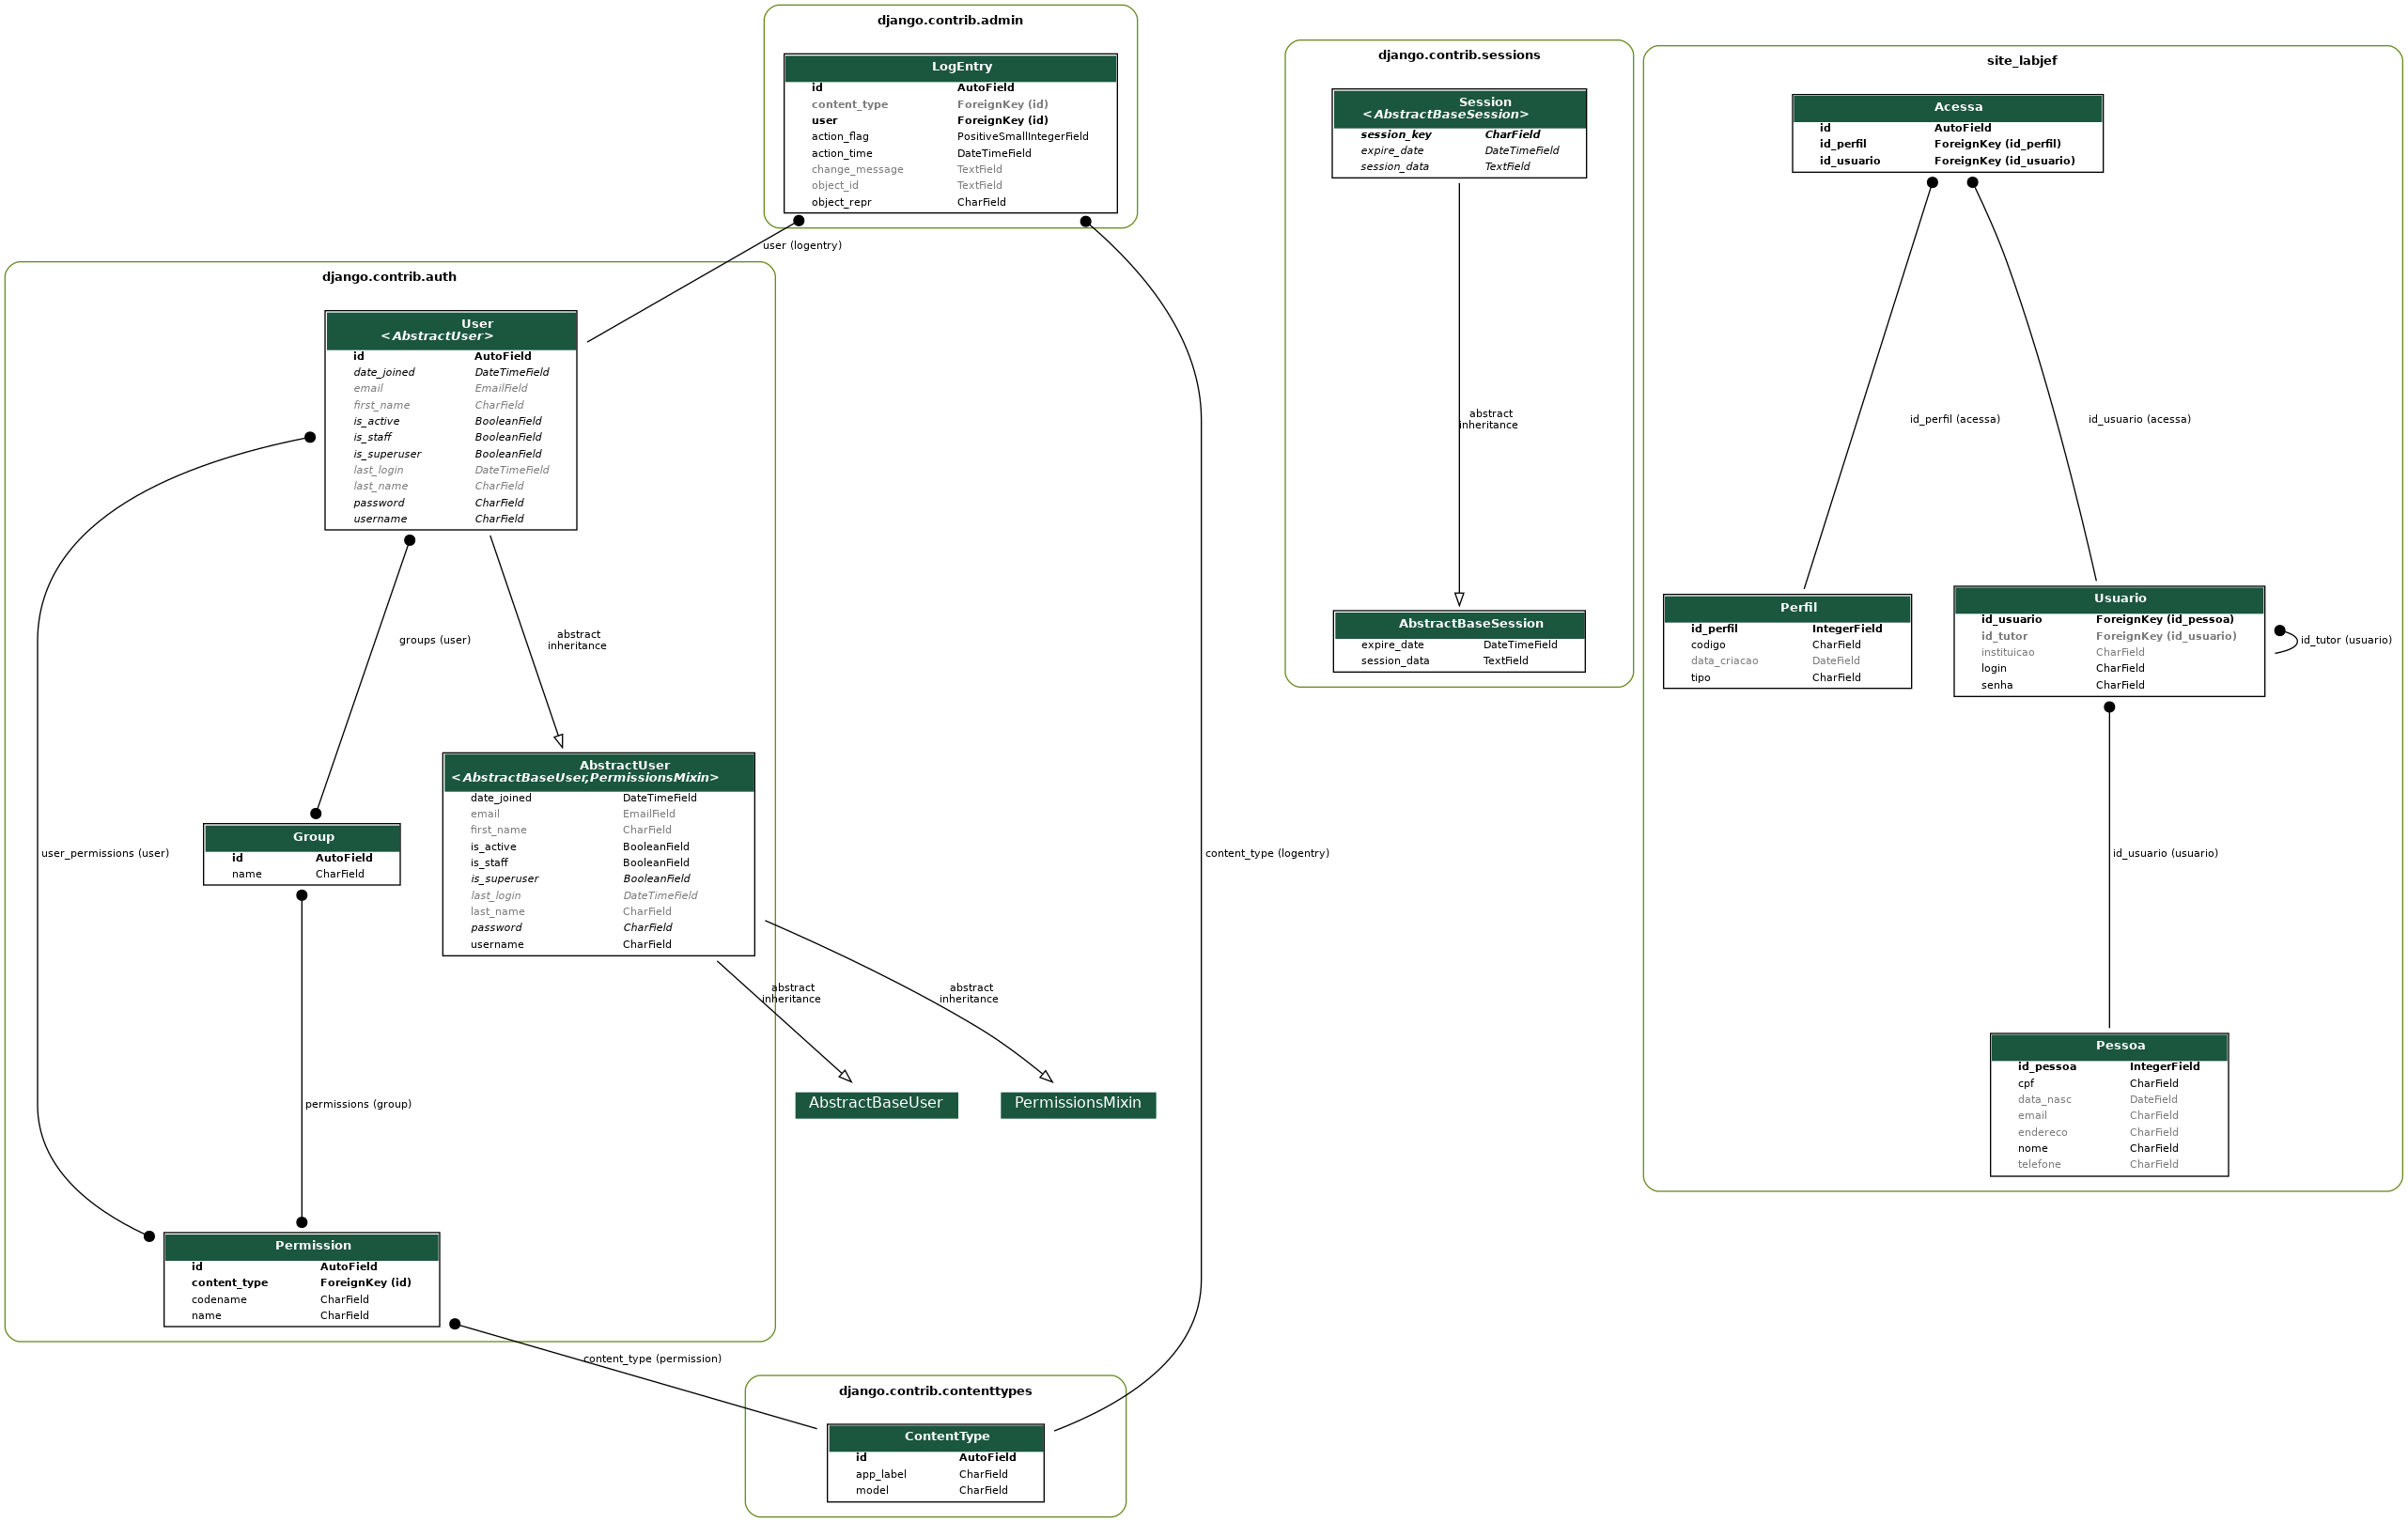 django.contrib.admin
LogEntry
id AutoField
content_type ForeignKey (id)
user ForeignKey (id)
action_flag PositiveSmallIntegerField
action_time DateTimeField
change_message TextField
object_id TextField
object_repr CharField
user (logentry)
content_type (logentry)
django.contrib.auth
User
<AbstractUser>
id AutoField
date_joined DateTimeField
email EmailField
first_name CharField
is_active BooleanField
is_staff BooleanField
is_superuser BooleanField
last_login DateTimeField
last_name CharField
password CharField
username CharField
groups (user)
abstract
inheritance
user_permissions (user)
AbstractUser
<AbstractBaseUser,PermissionsMixin>
date_joined DateTimeField
email EmailField
first_name CharField
is_active BooleanField
is_staff BooleanField
is_superuser BooleanField
last_login DateTimeField
last_name CharField
password CharField
username CharField
Group
id AutoField
name CharField
abstract
inheritance
abstract
inheritance
AbstractBaseUser
PermissionsMixin
permissions (group)
Permission
id AutoField
content_type ForeignKey (id)
codename CharField
name CharField
content_type (permission)
django.contrib.contenttypes
ContentType
id AutoField
app_label CharField
model CharField
django.contrib.sessions
Session
<AbstractBaseSession>
session_key CharField
expire_date DateTimeField
session_data TextField
abstract
inheritance
AbstractBaseSession
expire_date DateTimeField
session_data TextField
site_labjef
Acessa
id AutoField
id_perfil ForeignKey (id_perfil)
id_usuario ForeignKey (id_usuario)
id_perfil (acessa)
id_usuario (acessa)
Perfil
id_perfil IntegerField
codigo CharField
data_criacao DateField
tipo CharField
Usuario
id_usuario ForeignKey (id_pessoa)
id_tutor ForeignKey (id_usuario)
instituicao CharField
login CharField
senha CharField
id_tutor (usuario)
id_usuario (usuario)
Pessoa
id_pessoa IntegerField
cpf CharField
data_nasc DateField
email CharField
endereco CharField
nome CharField
telefone CharField